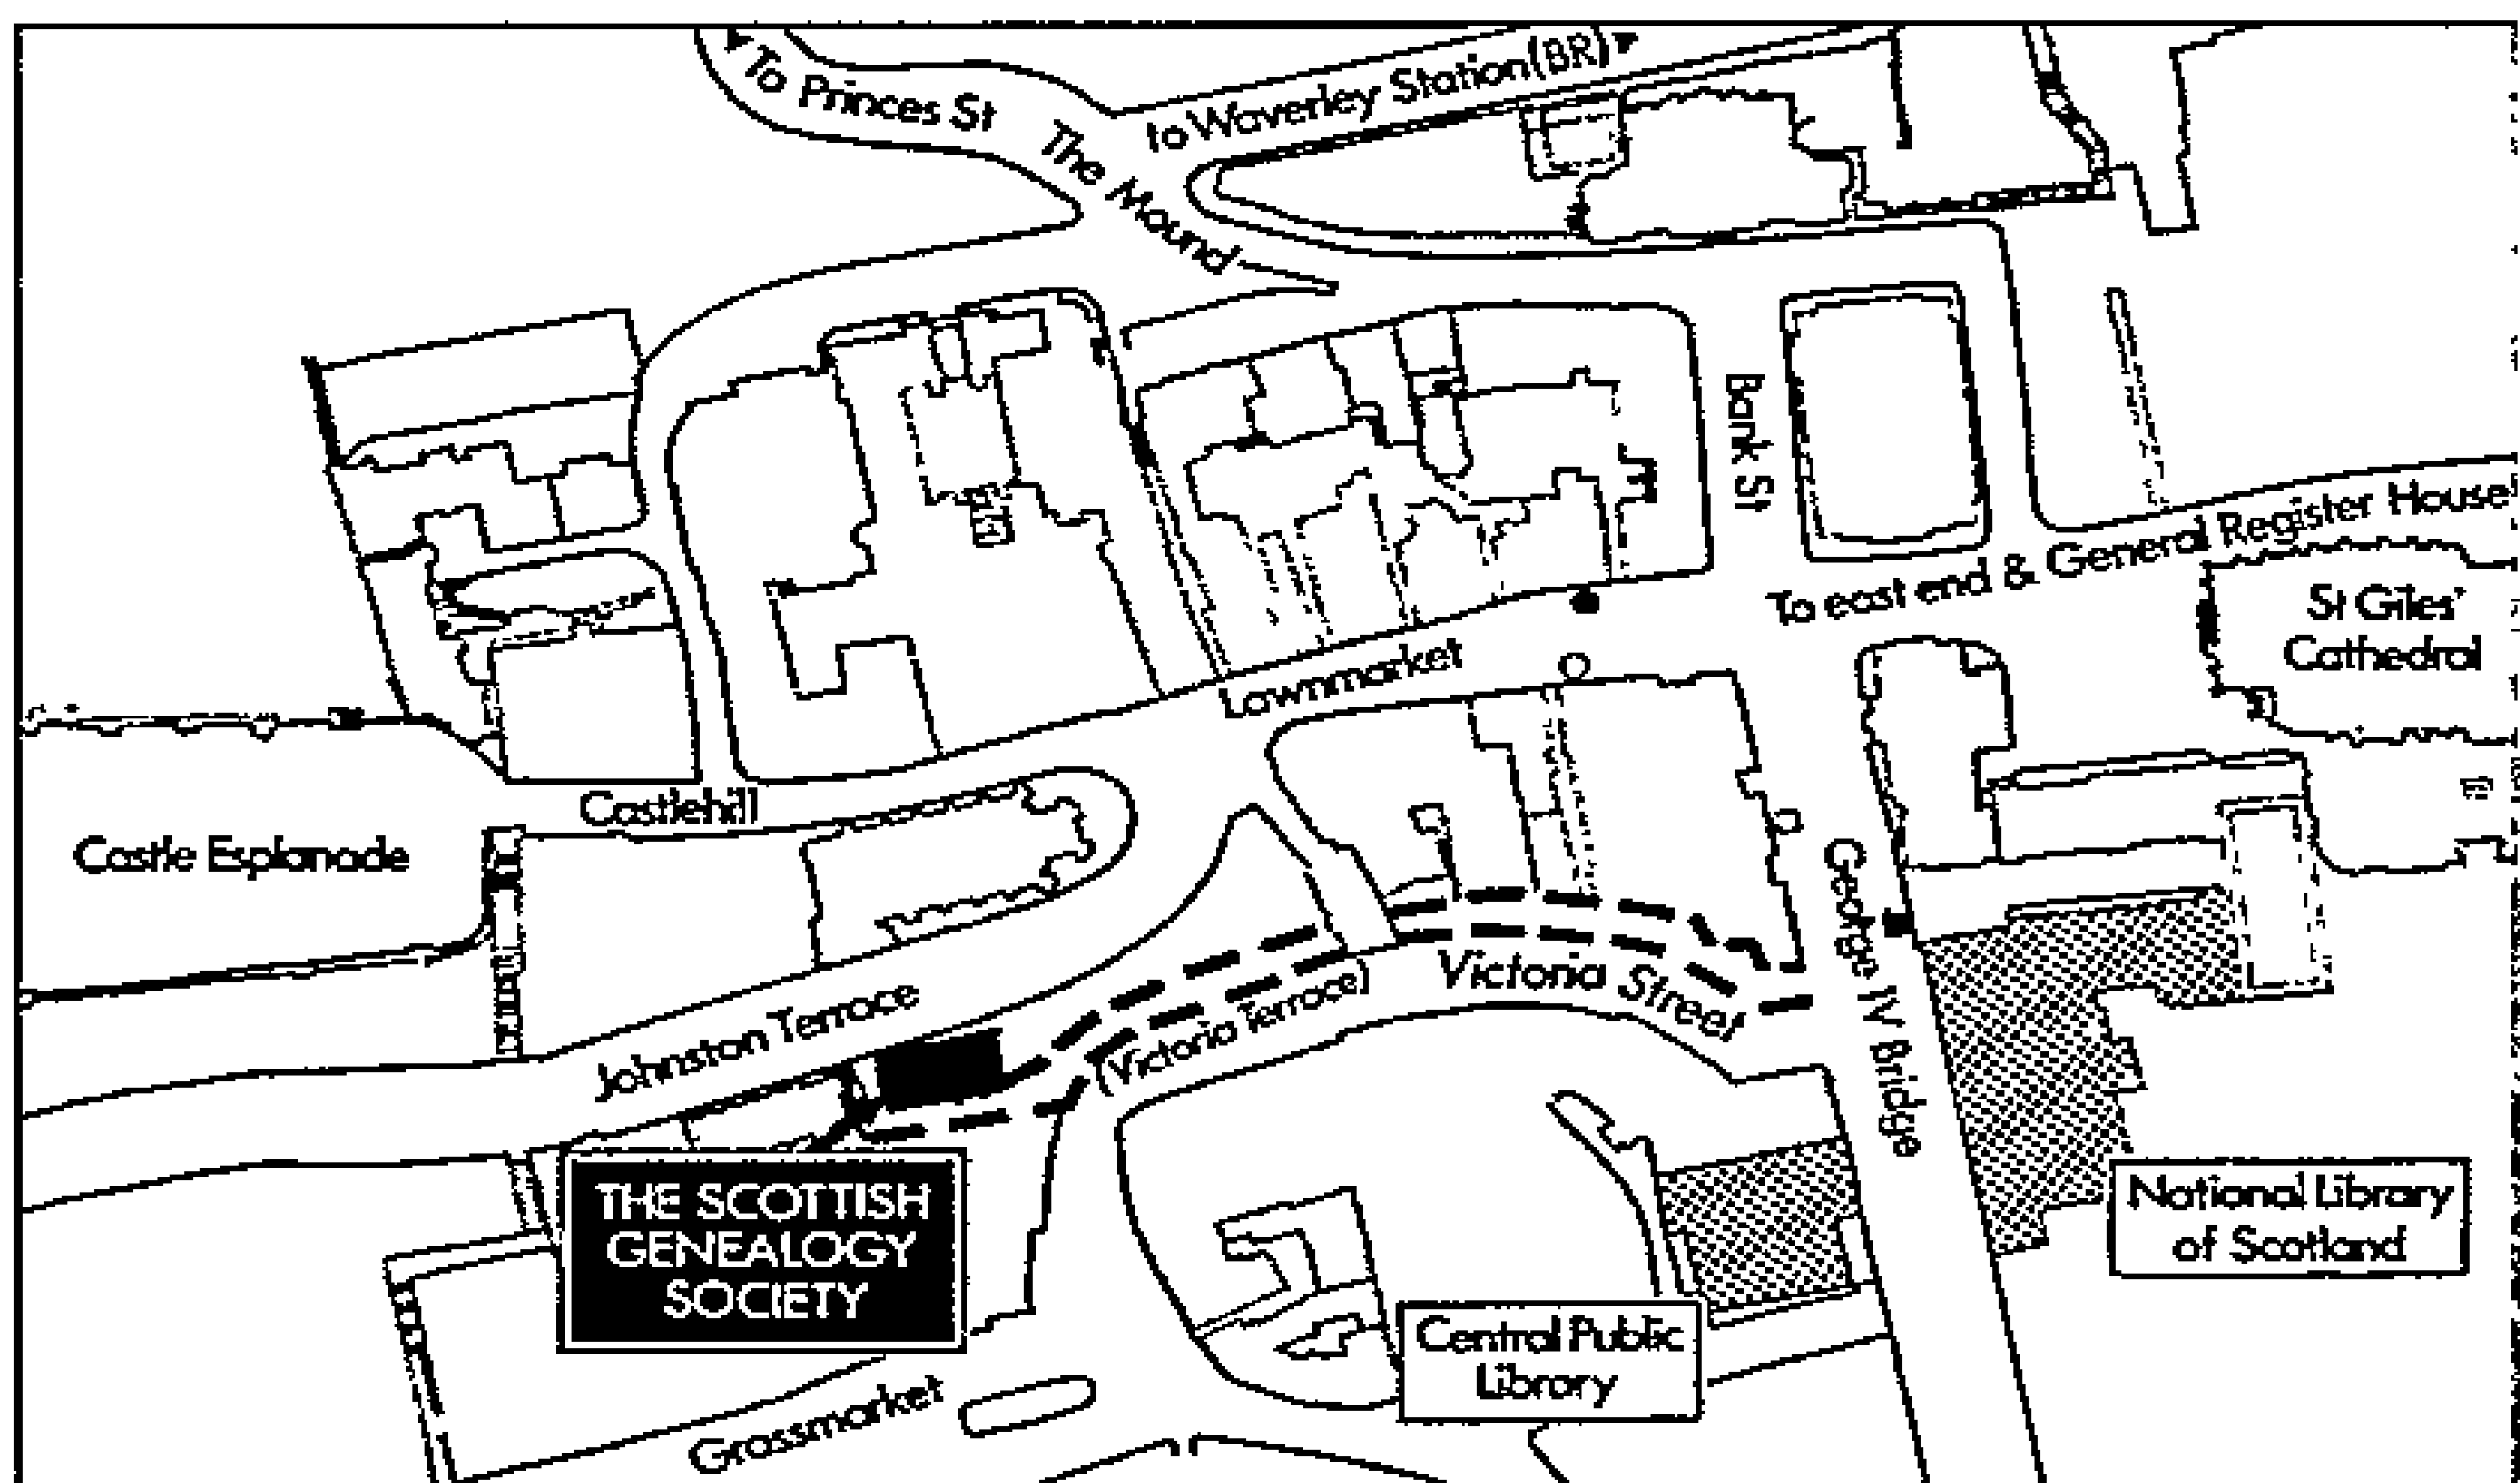 To Princes St
to Waverley Station (BR)
The Mound
Bank St
To east end & General Register House
St Giles'
Cathedral
Lawnmarket
Castlehill
Castle Esplanade
George IV Bridge
Victoria Street
(Victoria Terrace)
Johnston Terrace
THE SCOTTISH
GENEALOGY
SOCIETY
National Library
of Scotland
Central Public
Library
Grassmarket